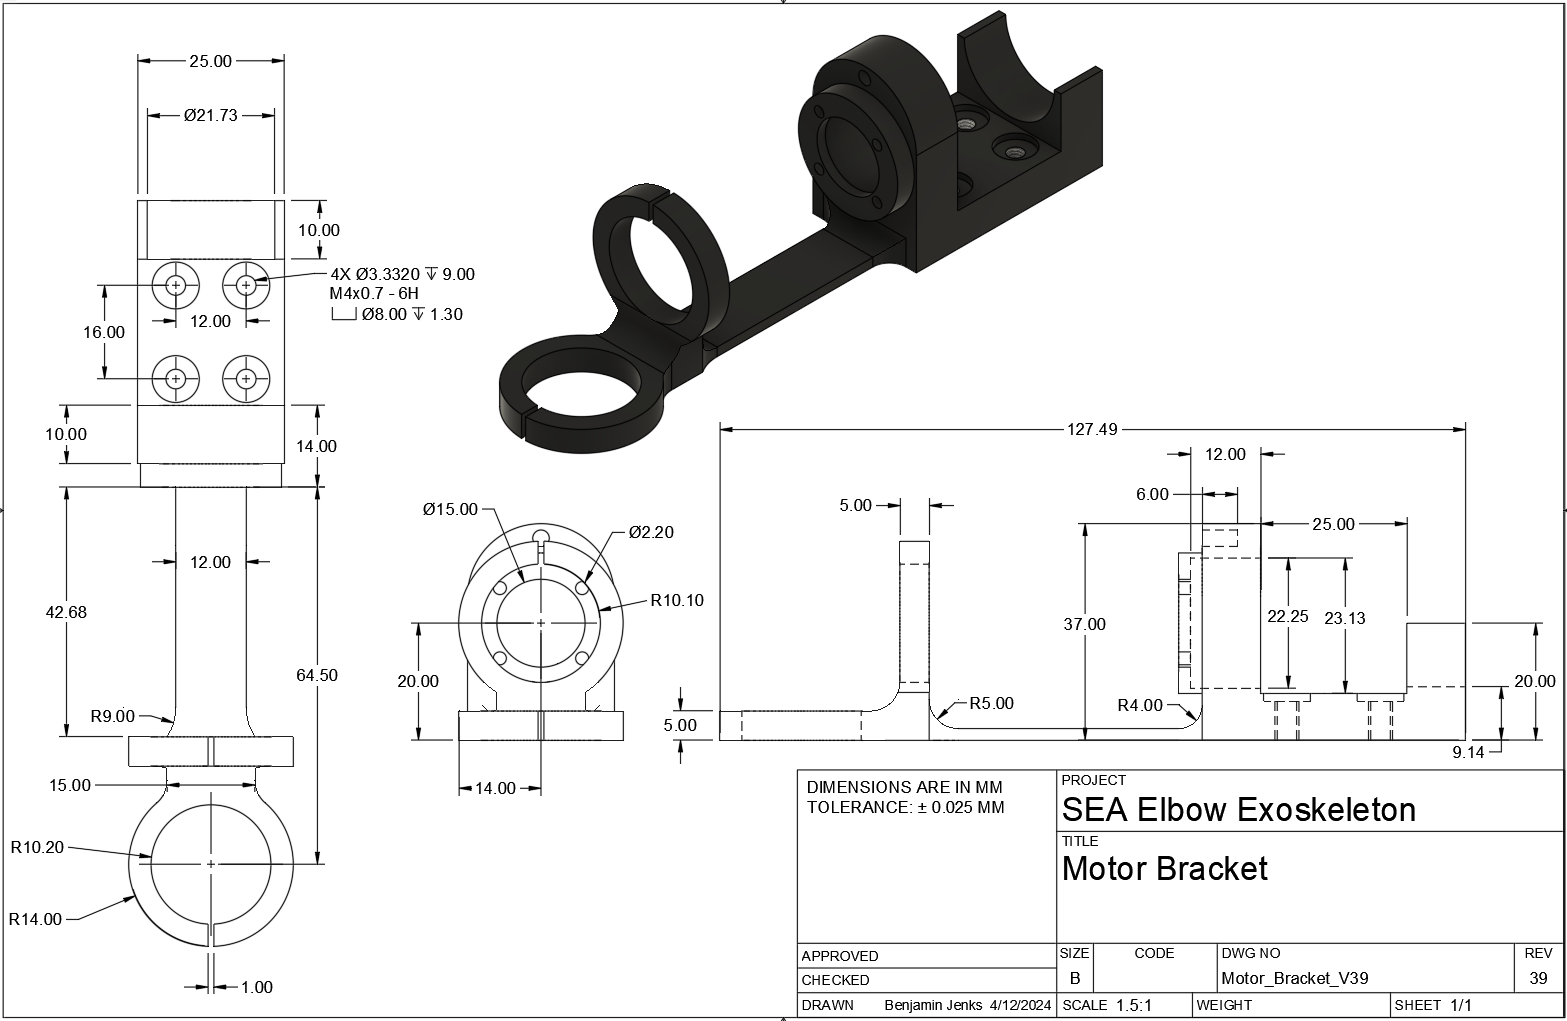 25.00
Ø21.73
10.00
4X Ø3.3320 ↧ 9.00
M4x0.7 - 6H
⌴ Ø8.00 ↧ 1.30
12.00
16.00
10.00
14.00
12.00
42.68
64.50
R9.00
15.00
R10.20
R14.00
1.00
Ø15.00
Ø2.20
R10.10
20.00
14.00
127.49
12.00
6.00
5.00
25.00
37.00
22.25
23.13
20.00
R5.00
R4.00
5.00
9.14
DIMENSIONS ARE IN MM
TOLERANCE: ± 0.025 MM
PROJECT
SEA Elbow Exoskeleton
TITLE
Motor Bracket
APPROVED
CHECKED
DRAWN Benjamin Jenks 4/12/2024
SIZE
B
CODE
DWG NO
Motor_Bracket_V39
REV
39
SCALE 1.5:1
WEIGHT
SHEET 1/1